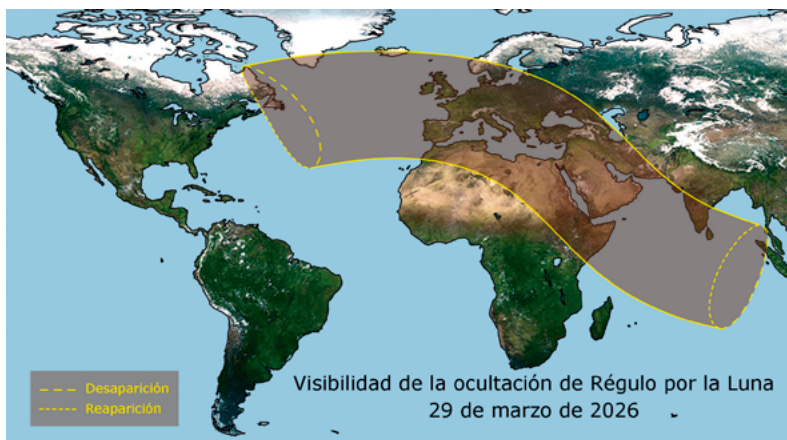 Desaparición
Reaparición
Visibilidad de la ocultación de Régulo por la Luna
29 de marzo de 2026